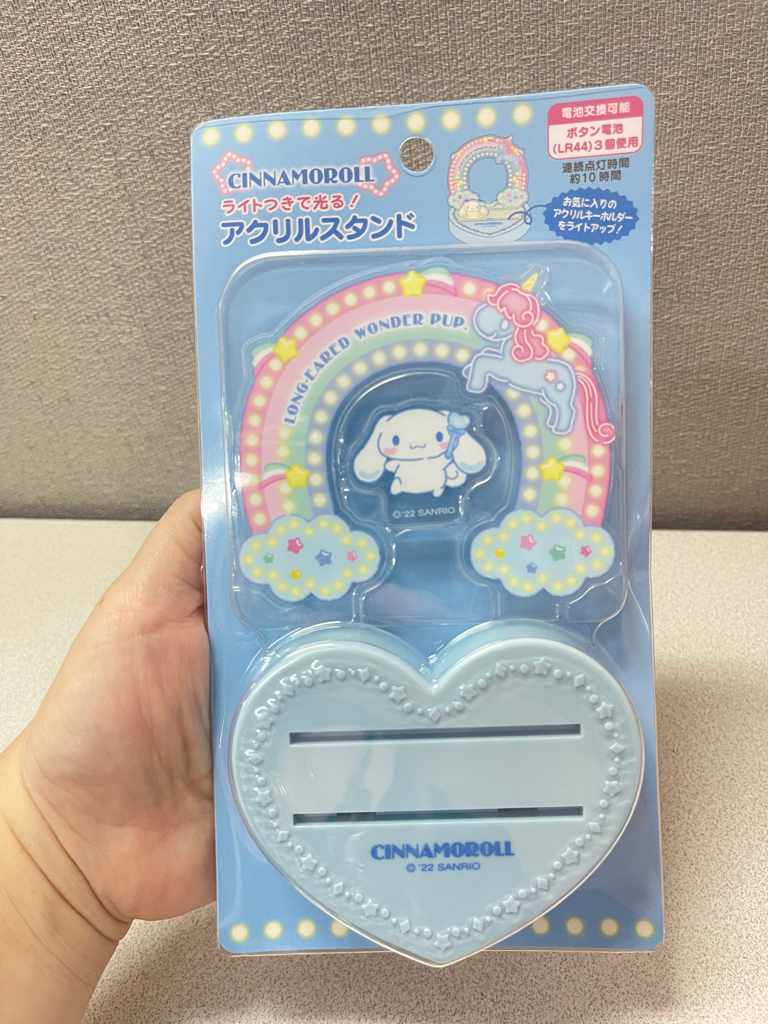 CINNAMOROLL
ライトつきで光る!
アクリルスタンド
電池交換可能
ボタン電池
(LR44)3個使用
連続点灯時間
約10時間
お気に入りの
アクリルキーホルダー
をライトアップ!
LONG-EARED WONDER PUP.
©'22 SANRIO
CINNAMOROLL
©'22 SANRIO